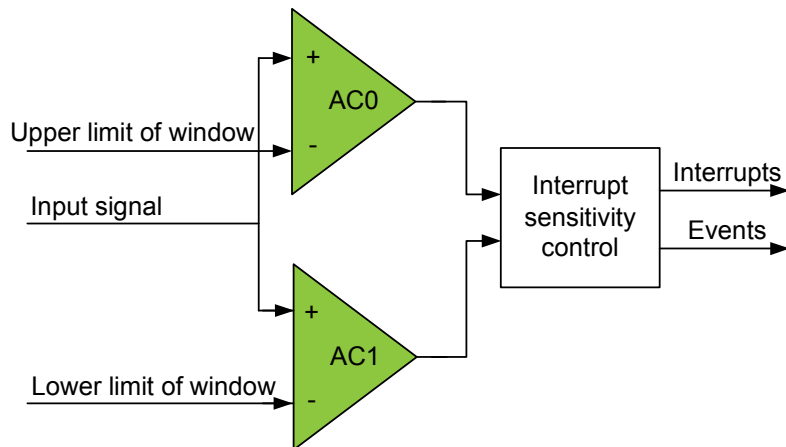 +
AC0
-
Upper limit of window
Input signal
Interrupt
sensitivity
control
Interrupts
Events
+
AC1
-
Lower limit of window